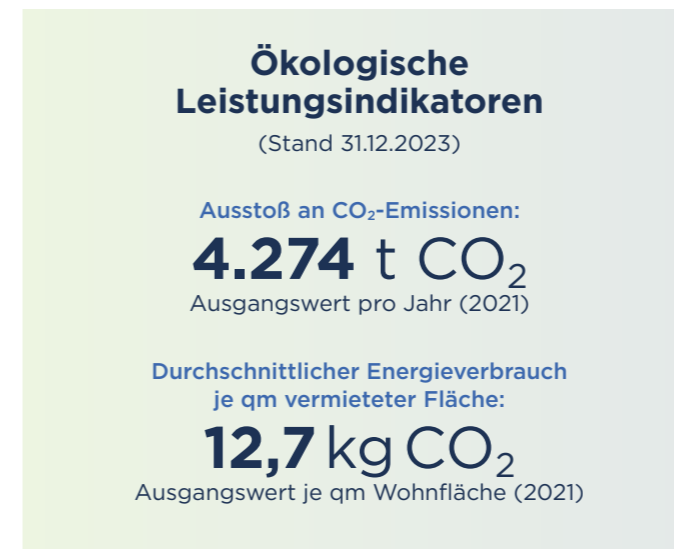 Ökologische
Leistungsindikatoren
(Stand 31.12.2023)
Ausstoß an CO₂-Emissionen:
4.274 t CO₂
Ausgangswert pro Jahr (2021)
Durchschnittlicher Energieverbrauch
je qm vermieteter Fläche:
12,7 kg CO₂
Ausgangswert je qm Wohnfläche (2021)